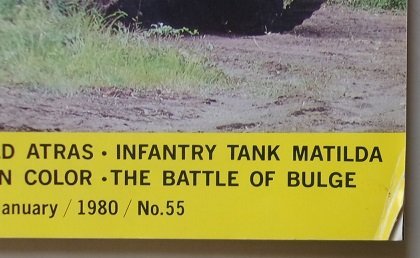 ATRAS · INFANTRY TANK MATILDA
COLOR · THE BATTLE OF BULGE
anuary / 1980 / No.55